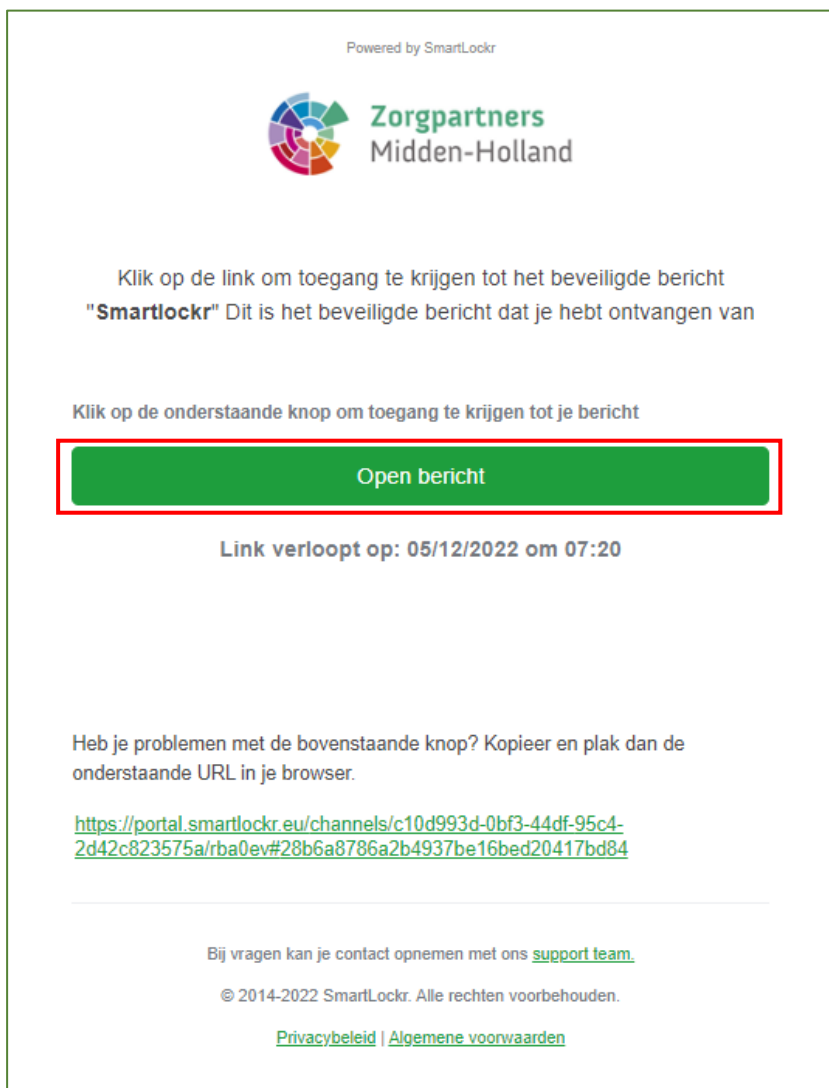 Powered by SmartLockr
Zorgpartners
Midden-Holland
Klik op de link om toegang te krijgen tot het beveiligde bericht
"Smartlockr" Dit is het beveiligde bericht dat je hebt ontvangen van
Klik op de onderstaande knop om toegang te krijgen tot je bericht
Open bericht
Link verloopt op: 05/12/2022 om 07:20
Heb je problemen met de bovenstaande knop? Kopieer en plak dan de
onderstaande URL in je browser.
https://portal.smartlockr.eu/channels/c10d993d-0bf3-44df-95c4-
2d42c823575a/rba0ev#28b6a8786a2b4937be16bed20417bd84
Bij vragen kan je contact opnemen met ons support team.
© 2014-2022 SmartLockr. Alle rechten voorbehouden.
Privacybeleid | Algemene voorwaarden